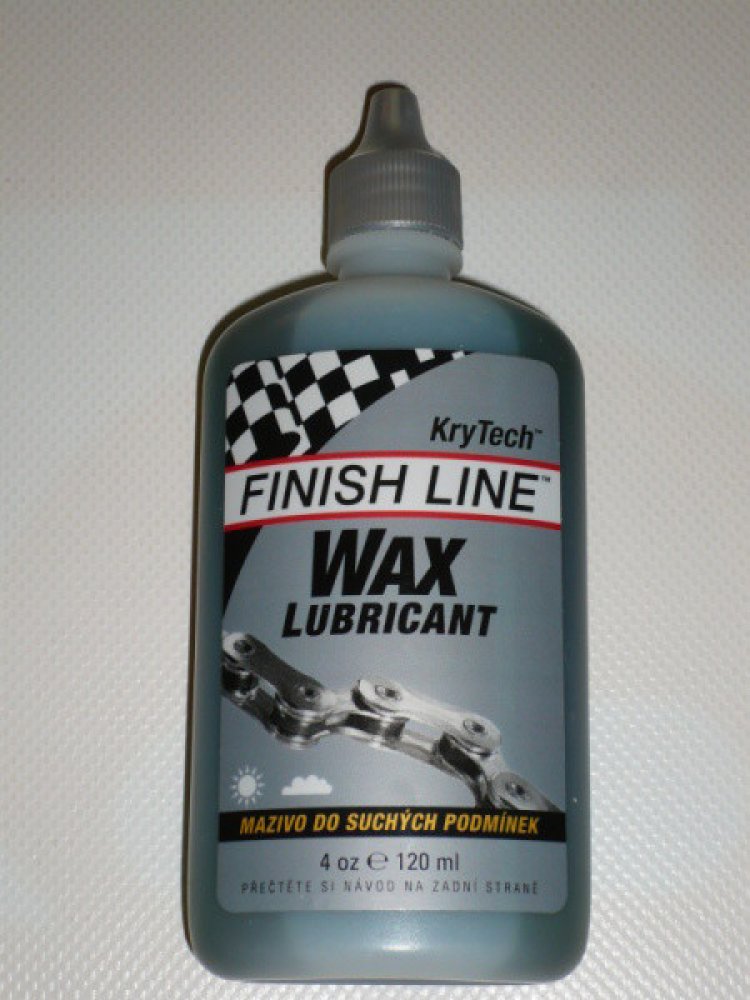 KryTech™
FINISH LINE™
WAX
LUBRICANT
MAZIVO DO SUCHÝCH PODMÍNEK
4 oz ℮ 120 ml
PŘEČTĚTE SI NÁVOD NA ZADNÍ STRANĚ